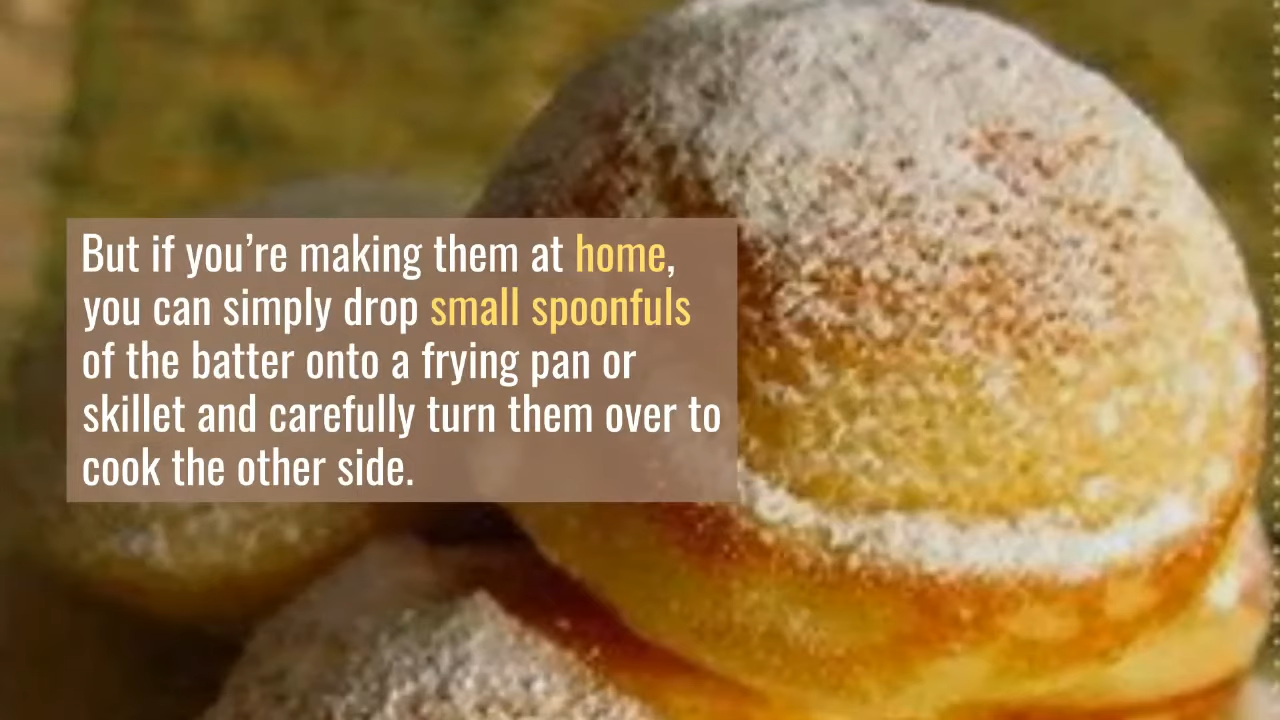 But if you’re making them at home,
you can simply drop small spoonfuls
of the batter onto a frying pan or
skillet and carefully turn them over to
cook the other side.